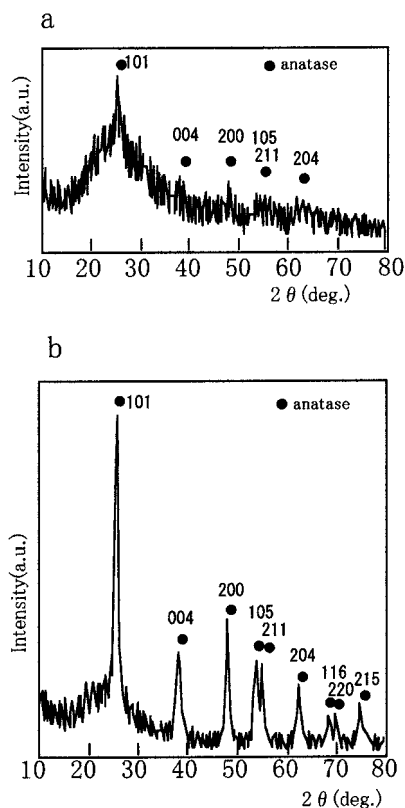 a
● 101
● anatase
004
200
105
211
204
Intensity(a.u.)
10 20 30 40 50 60 70 80
2 θ (deg.)
b
● 101
● anatase
004
200
105
211
204
116
220
215
Intensity(a.u.)
10 20 30 40 50 60 70 80
2 θ (deg.)